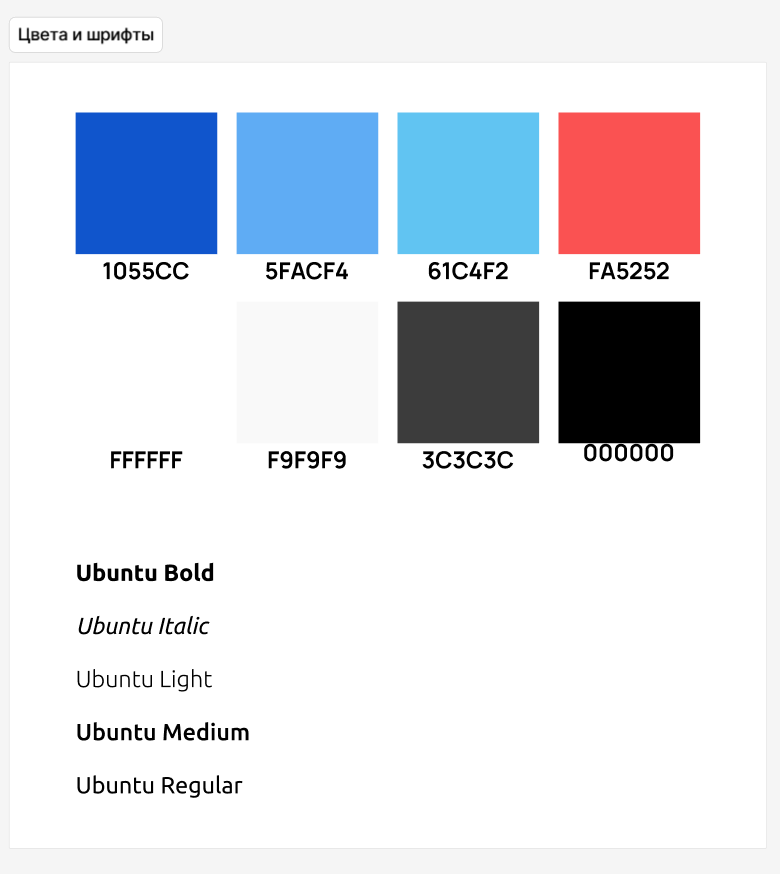 Цвета и шрифты
1055CC 5FACF4 61C4F2 FA5252
FFFFFF F9F9F9 3C3C3C 000000
Ubuntu Bold
Ubuntu Italic
Ubuntu Light
Ubuntu Medium
Ubuntu Regular